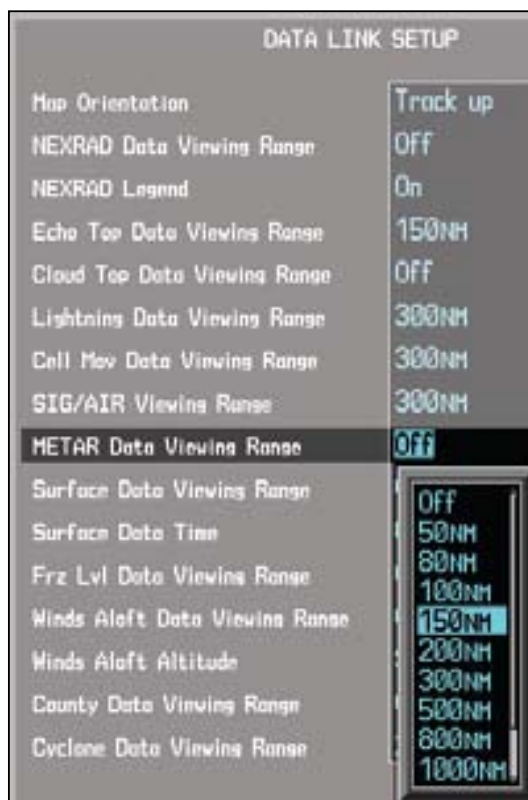 DATA LINK SETUP
Map Orientation Track up
NEXRAD Data Viewing Range Off
NEXRAD Legend On
Echo Top Data Viewing Range 150NM
Cloud Top Data Viewing Range Off
Lightning Data Viewing Range 300NM
Cell Mov Data Viewing Range 300NM
SIG/AIR Viewing Range 300NM
METAR Data Viewing Range Off
Surface Data Viewing Range
Surface Data Time
Frz Lvl Data Viewing Range
Winds Aloft Data Viewing Range
Winds Aloft Altitude
County Data Viewing Range
Cyclone Data Viewing Range
Off
50NM
80NM
100NM
150NM
200NM
300NM
500NM
800NM
1000NM